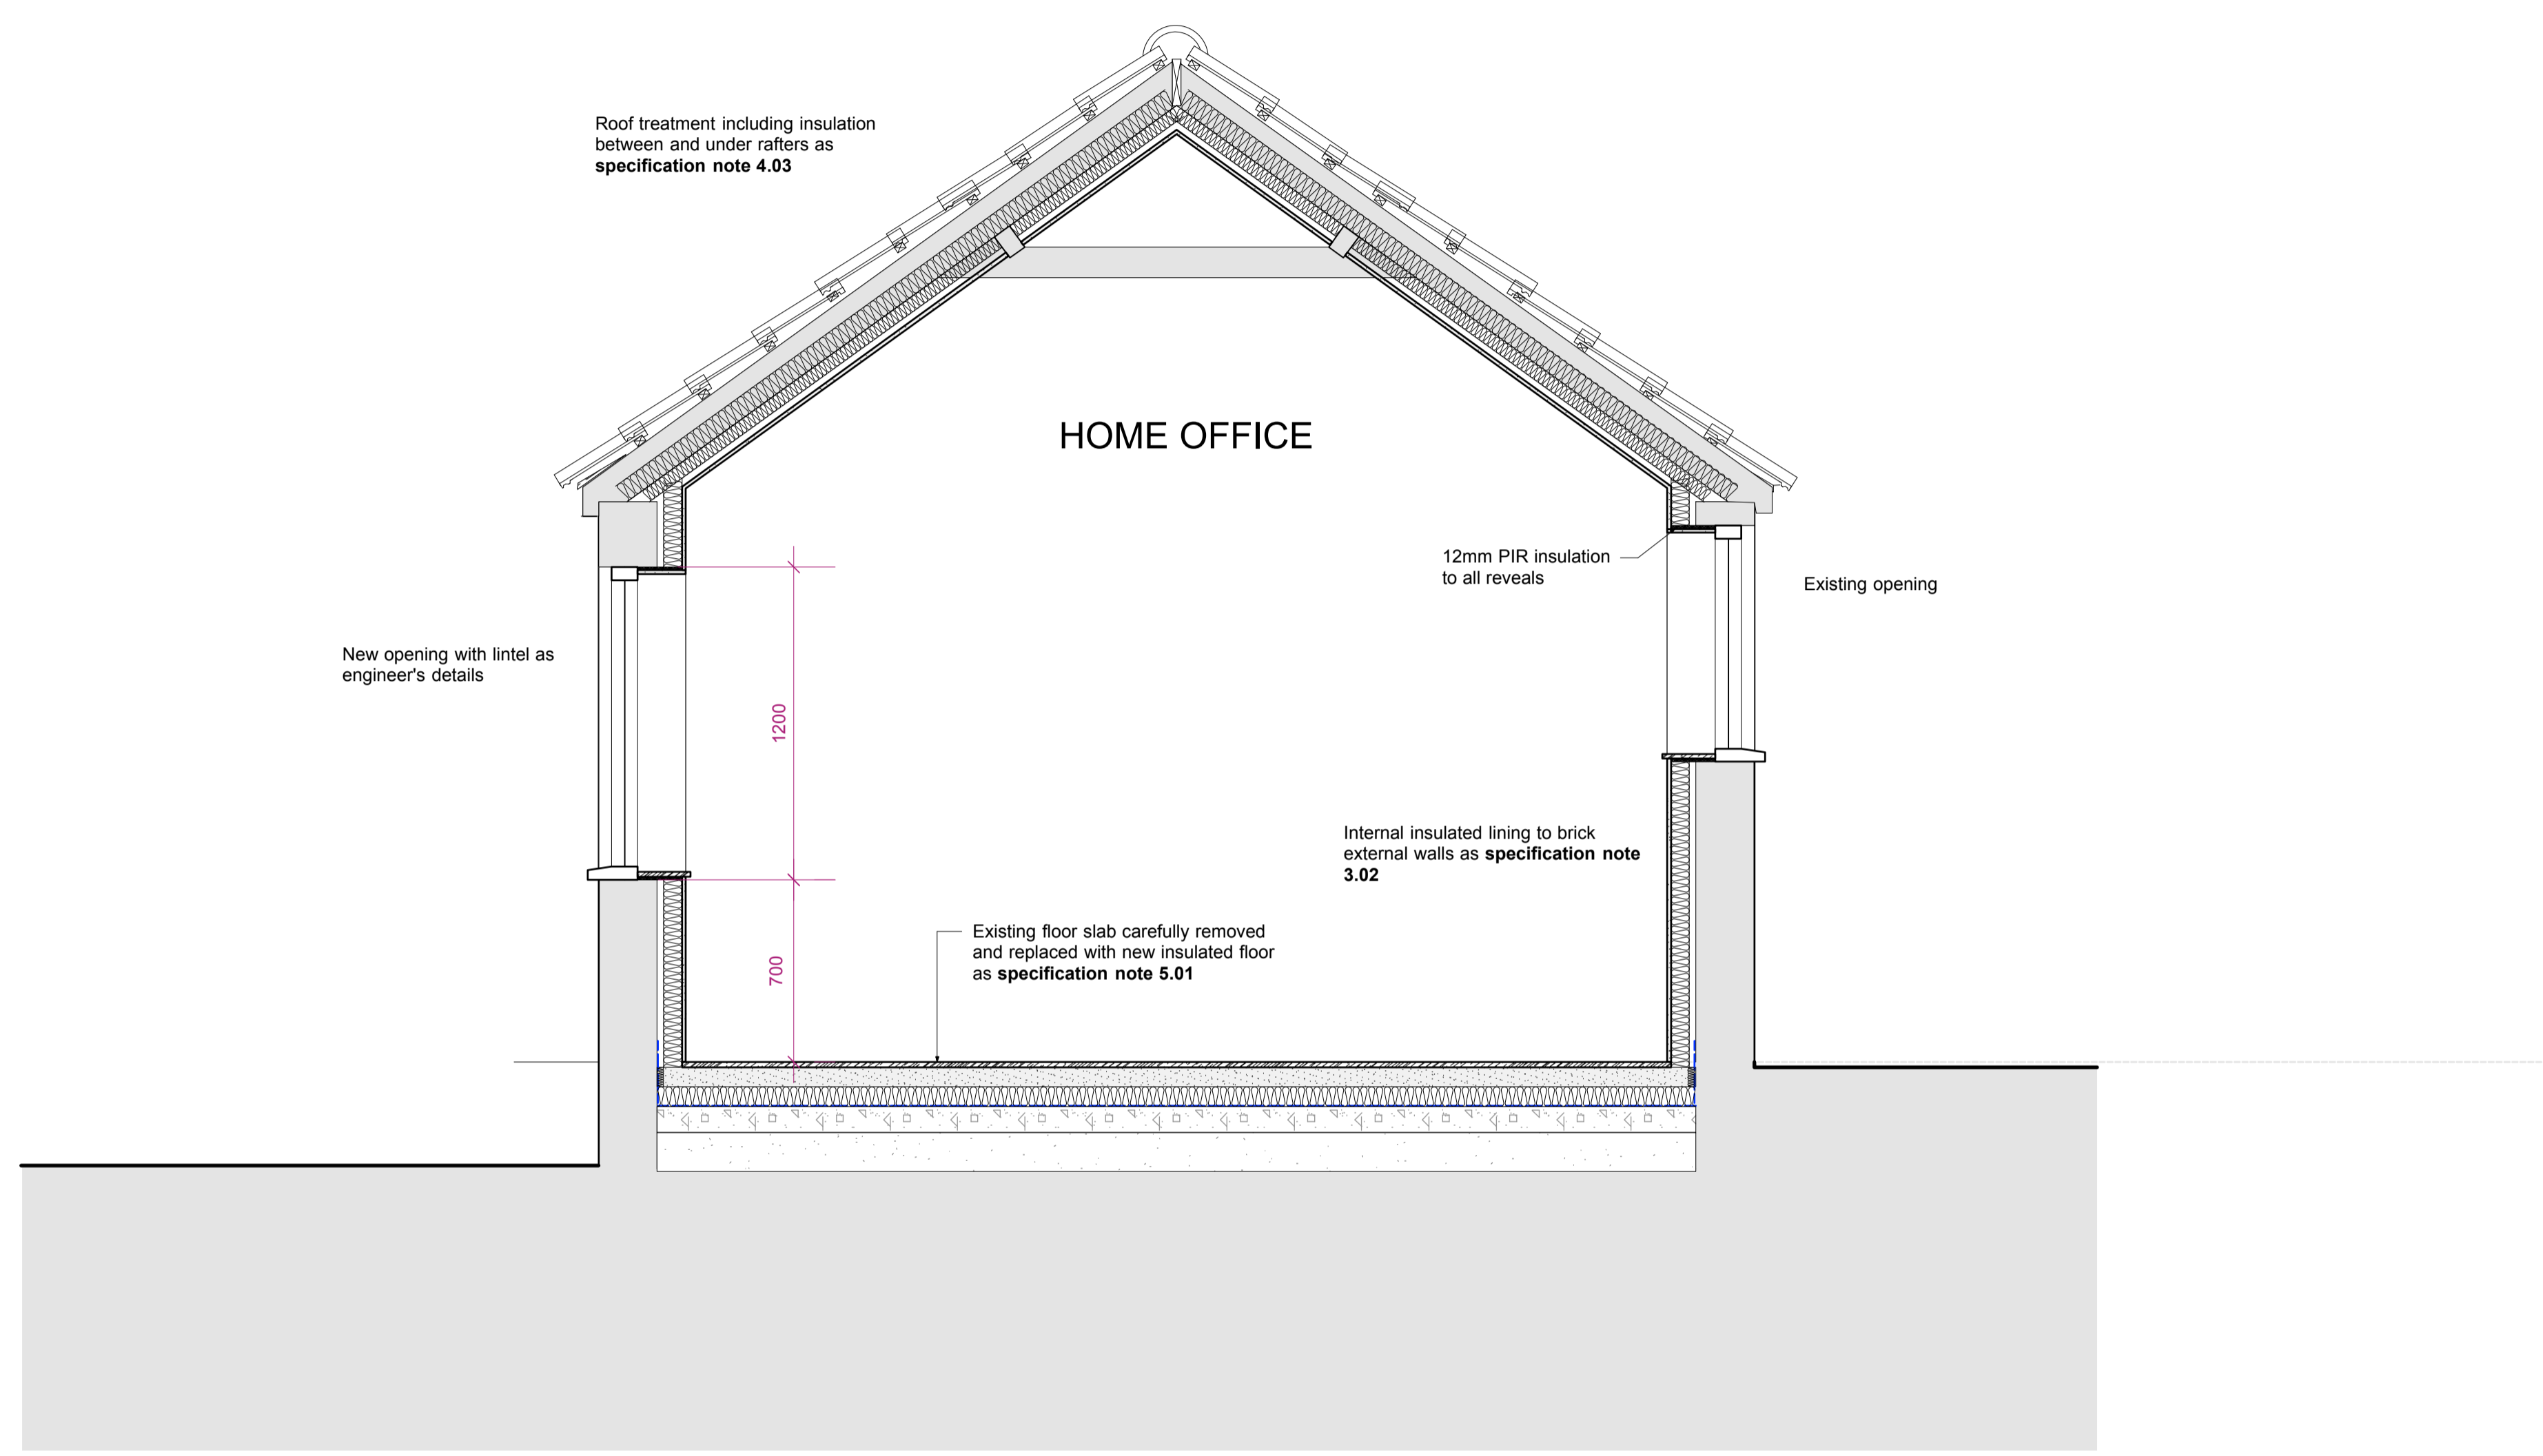 Roof treatment including insulation
between and under rafters as
specification note 4.03
HOME OFFICE
12mm PIR insulation
to all reveals
Existing opening
New opening with lintel as
engineer's details
1200
Internal insulated lining to brick
external walls as specification note
3.02
Existing floor slab carefully removed
and replaced with new insulated floor
as specification note 5.01
700